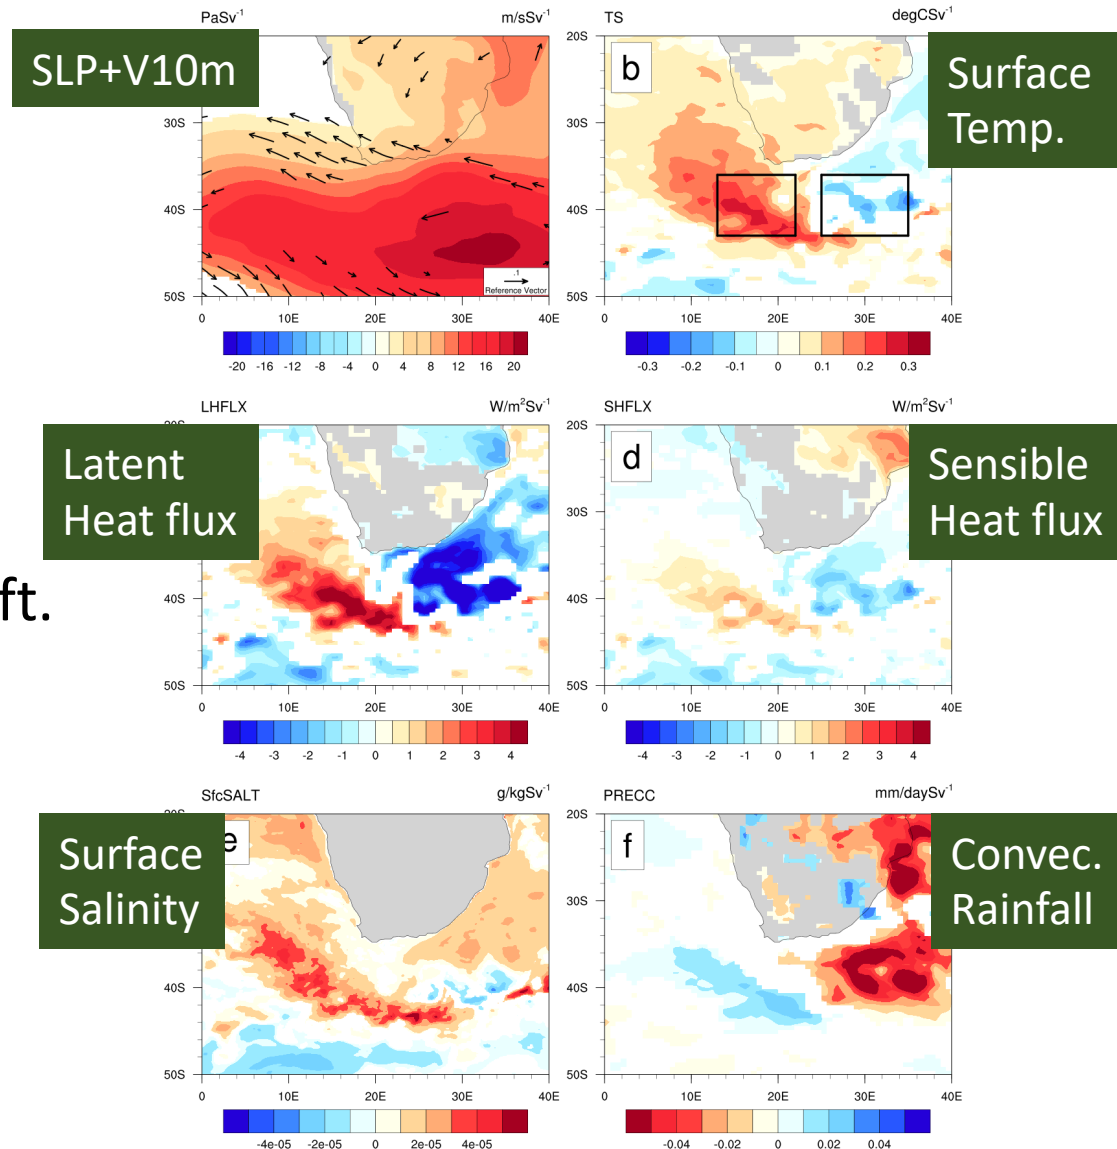 PaSv⁻¹ m/sSv⁻¹
SLP+V10m
30S
40S
50S
0 10E 20E 30E 40E
.1
Reference Vector
-20 -16 -12 -8 -4 0 4 8 12 16 20
TS degCSv⁻¹
20S
b
Surface
Temp.
30S
40S
50S
0 10E 20E 30E 40E
-0.3 -0.2 -0.1 0 0.1 0.2 0.3
LHFLX W/m²Sv⁻¹
Latent
Heat flux
30S
40S
50S
0 10E 20E 30E 40E
-4 -3 -2 -1 0 1 2 3 4
ft.
SHFLX W/m²Sv⁻¹
20S
d
Sensible
Heat flux
30S
40S
50S
0 10E 20E 30E 40E
-4 -3 -2 -1 0 1 2 3 4
SfcSALT g/kgSv⁻¹
20S
e
Surface
Salinity
30S
40S
50S
0 10E 20E 30E 40E
-4e-05 -2e-05 0 2e-05 4e-05
PRECC mm/daySv⁻¹
20S
f
Convec.
Rainfall
30S
40S
50S
0 10E 20E 30E 40E
-0.04 -0.02 0 0.02 0.04